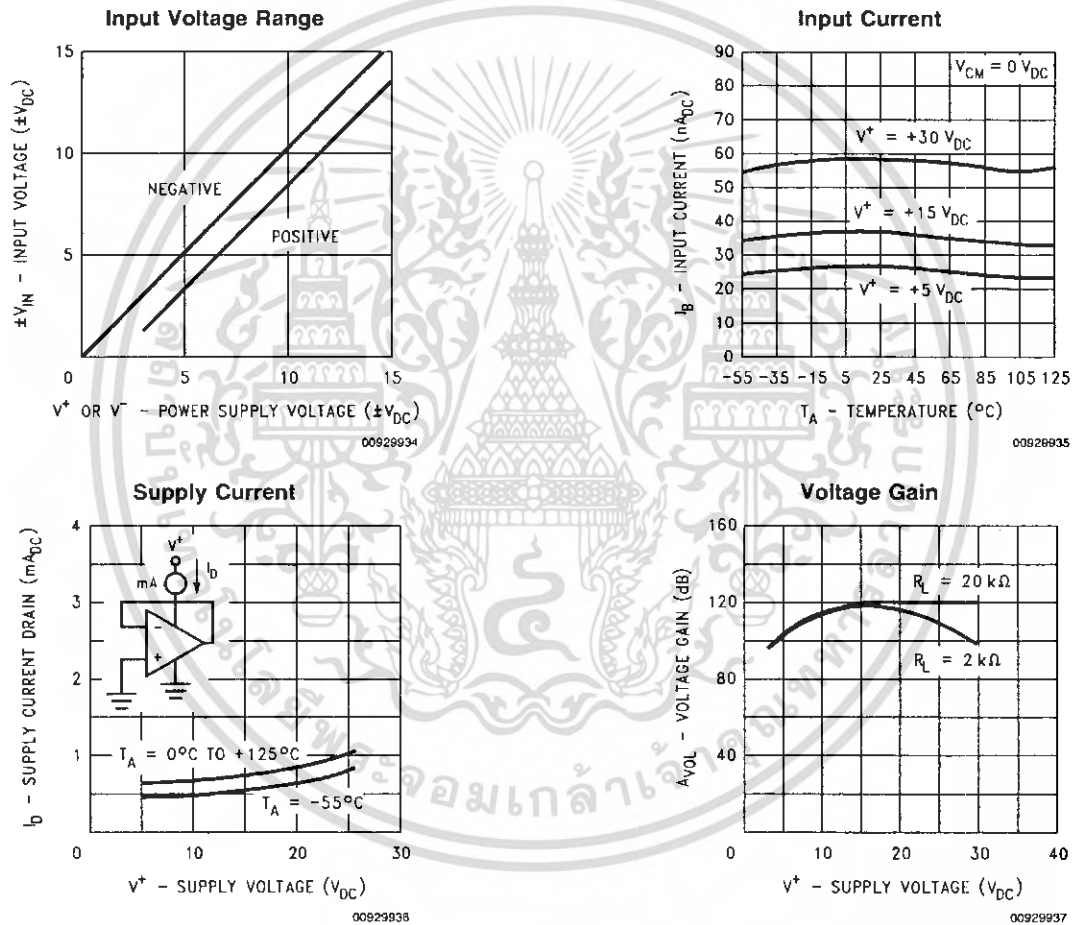 Input Voltage Range
±V_IN – INPUT VOLTAGE (±V_DC)
15
10
5
0
5
10
15
NEGATIVE
POSITIVE
V⁺ OR V⁻ – POWER SUPPLY VOLTAGE (±V_DC)
00929934
Input Current
I_B – INPUT CURRENT (nA_DC)
90
80
70
60
50
40
30
20
10
0
V_CM = 0 V_DC
V⁺ = +30 V_DC
V⁺ = +15 V_DC
V⁺ = +5 V_DC
-55 -35 -15 5 25 45 65 85 105 125
T_A – TEMPERATURE (°C)
00929935
Supply Current
I_D – SUPPLY CURRENT DRAIN (mA_DC)
4
3
2
1
V⁺
mA
I_D
–
+
T_A = 0°C TO +125°C
T_A = -55°C
0 10 20 30
V⁺ – SUPPLY VOLTAGE (V_DC)
00929936
Voltage Gain
A_VOL – VOLTAGE GAIN (dB)
160
120
80
40
R_L = 20 kΩ
R_L = 2 kΩ
0 10 20 30 40
V⁺ – SUPPLY VOLTAGE (V_DC)
00929937